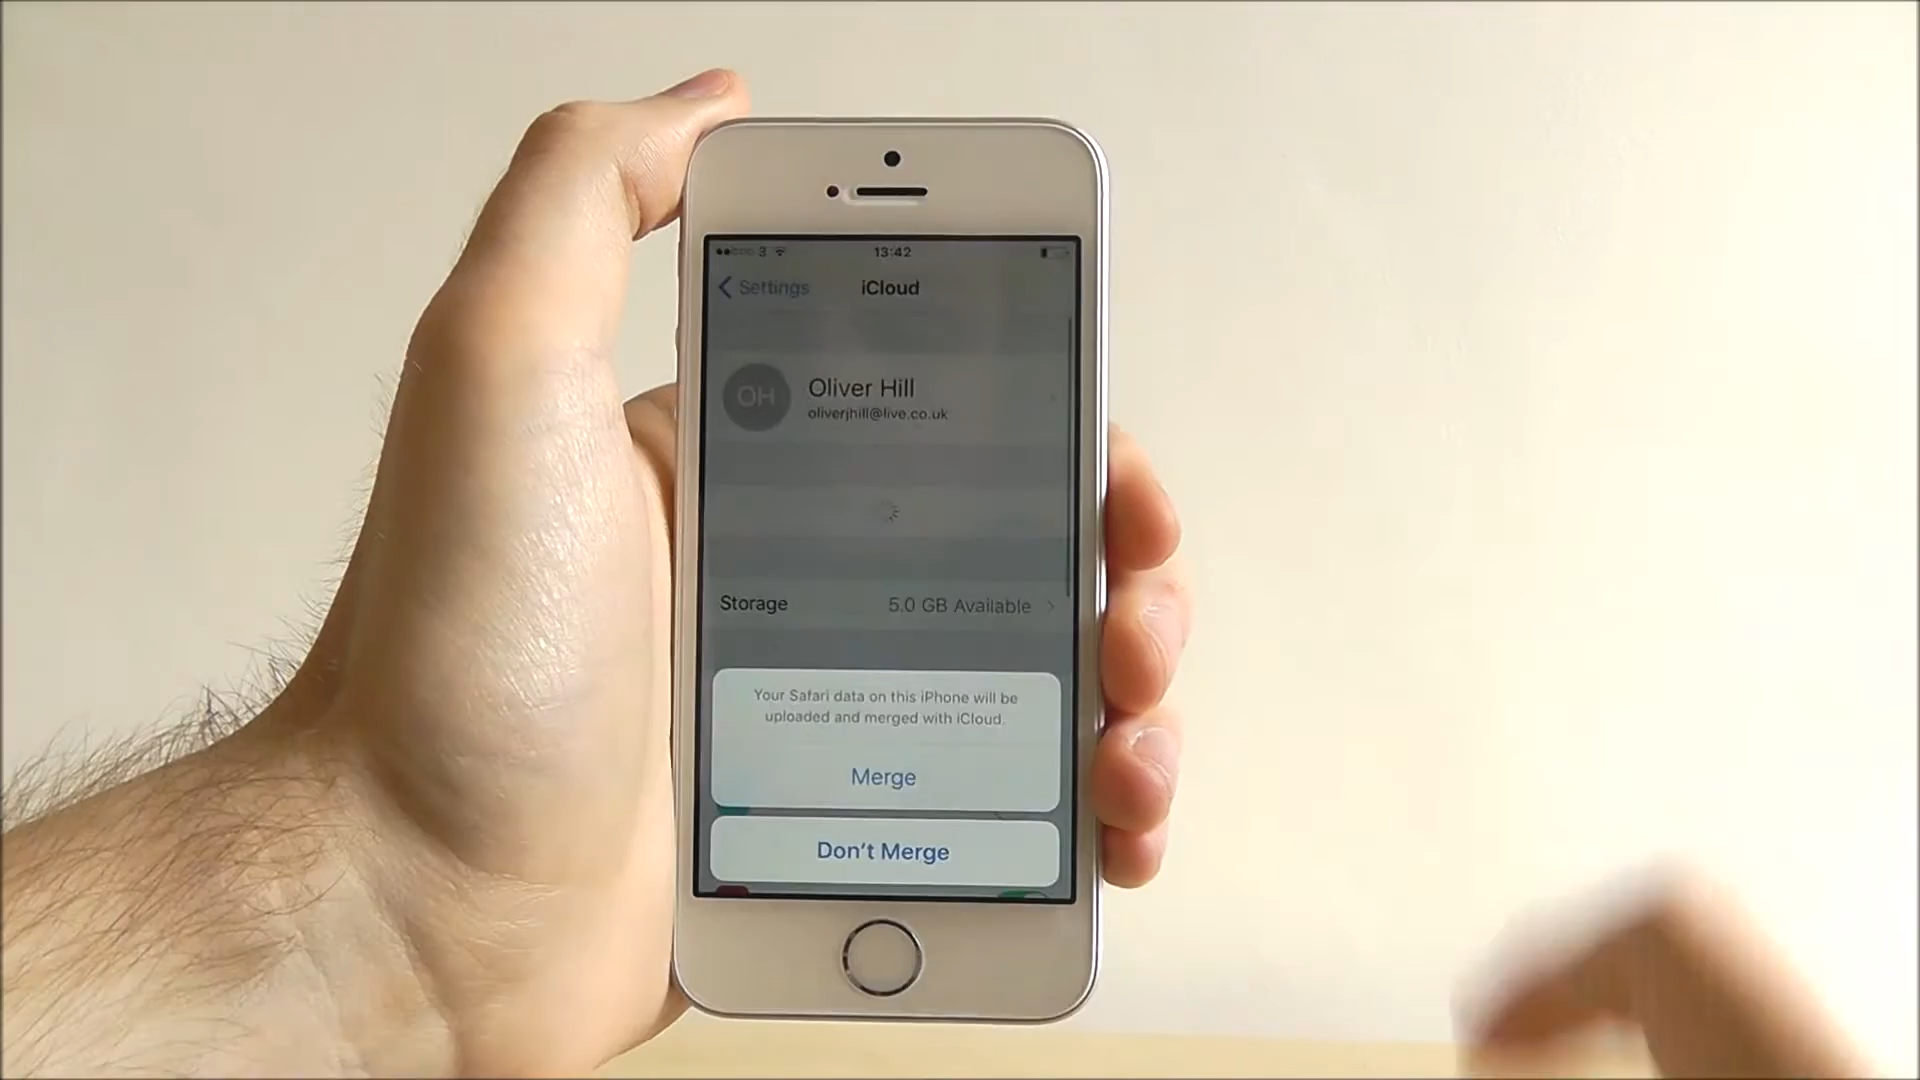 3 13:42
Settings iCloud
OH
Oliver Hill
oliverjhill@live.co.uk
Storage 5.0 GB Available
Your Safari data on this iPhone will be
uploaded and merged with iCloud.
Merge
Don't Merge